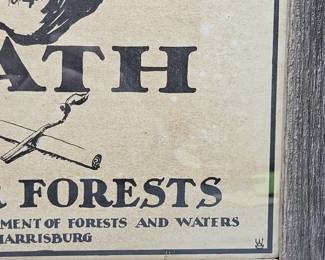 ATH
FORESTS
MENT OF FORESTS AND WATERS
HARRISBURG